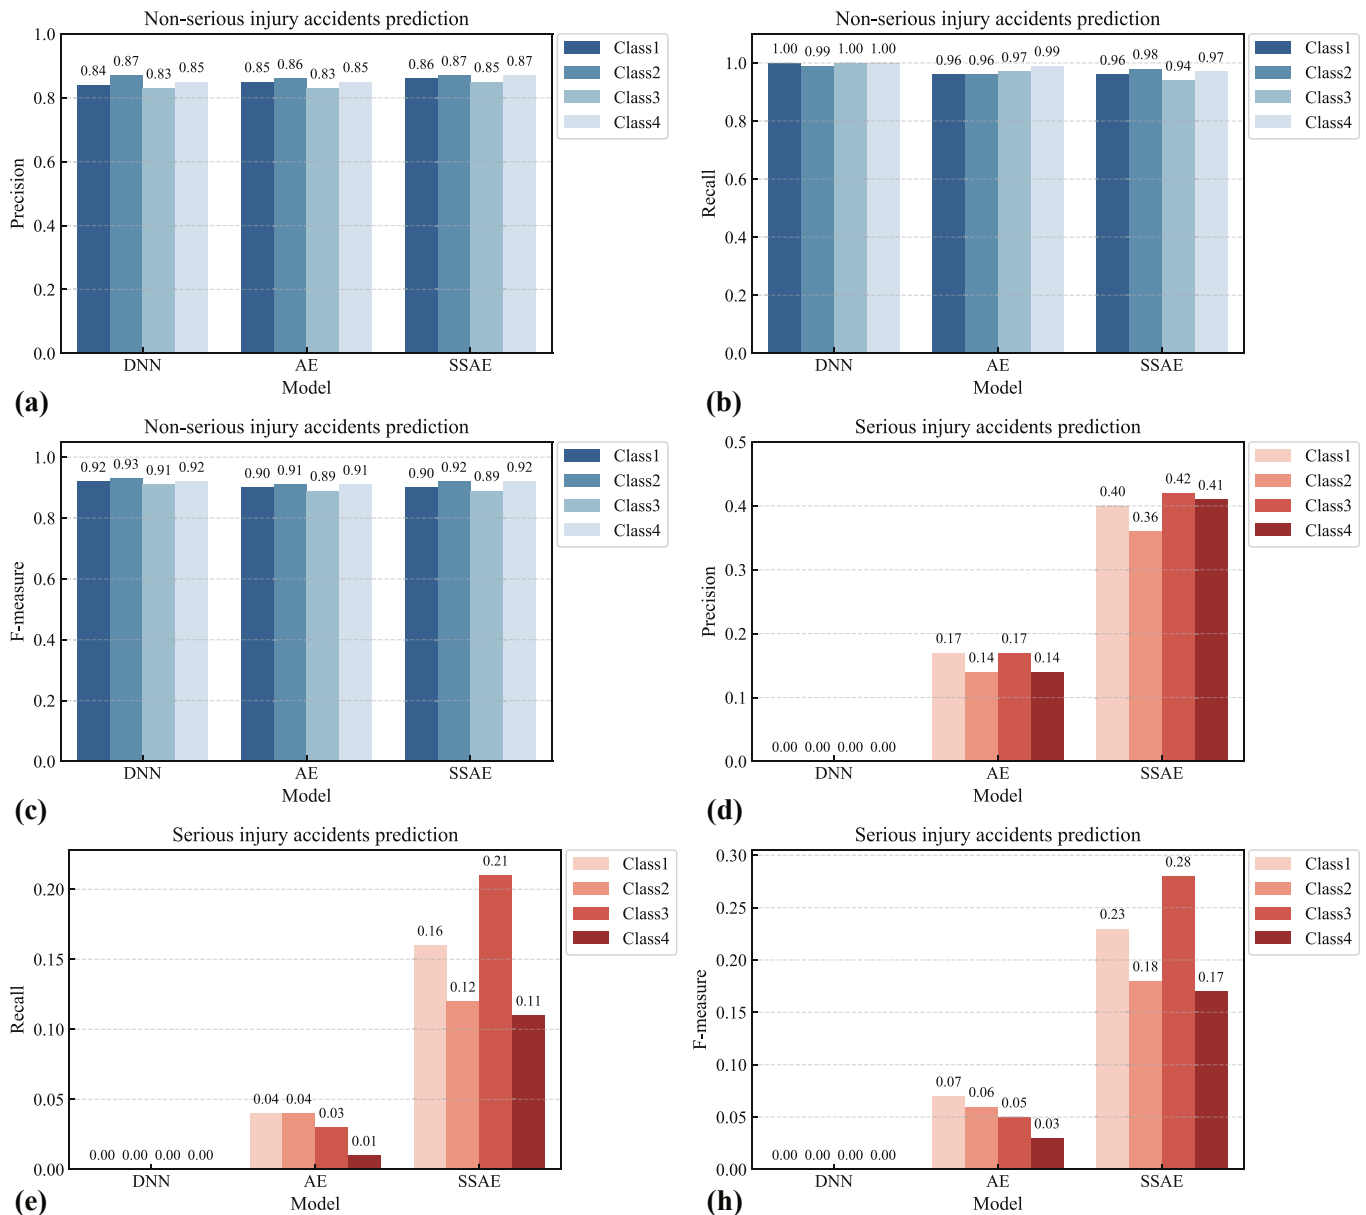 Non-serious injury accidents prediction
1.0
0.8
0.6
0.4
0.2
0.0
Precision
0.84 0.87 0.83 0.85
0.85 0.86 0.83 0.85
0.86 0.87 0.85 0.87
DNN AE SSAE
Model
Class1
Class2
Class3
Class4
(a)
Non-serious injury accidents prediction
1.0
0.8
0.6
0.4
0.2
0.0
Recall
1.00 0.99 1.00 1.00
0.96 0.96 0.97 0.99
0.96 0.98 0.94 0.97
DNN AE SSAE
Model
Class1
Class2
Class3
Class4
(b)
Non-serious injury accidents prediction
1.0
0.8
0.6
0.4
0.2
0.0
F-measure
0.92 0.93 0.91 0.92
0.90 0.91 0.89 0.91
0.90 0.92 0.89 0.92
DNN AE SSAE
Model
Class1
Class2
Class3
Class4
(c)
Serious injury accidents prediction
0.5
0.4
0.3
0.2
0.1
0.0
Precision
0.00 0.00 0.00 0.00
0.17 0.14 0.17 0.14
0.40 0.36 0.42 0.41
DNN AE SSAE
Model
Class1
Class2
Class3
Class4
(d)
Serious injury accidents prediction
0.20
0.15
0.10
0.05
0.00
Recall
0.00 0.00 0.00 0.00
0.04 0.04 0.03 0.01
0.16 0.12 0.21 0.11
DNN AE SSAE
Model
Class1
Class2
Class3
Class4
(e)
Serious injury accidents prediction
0.30
0.25
0.20
0.15
0.10
0.05
0.00
F-measure
0.00 0.00 0.00 0.00
0.07 0.06 0.05 0.03
0.23 0.18 0.28 0.17
DNN AE SSAE
Model
Class1
Class2
Class3
Class4
(h)